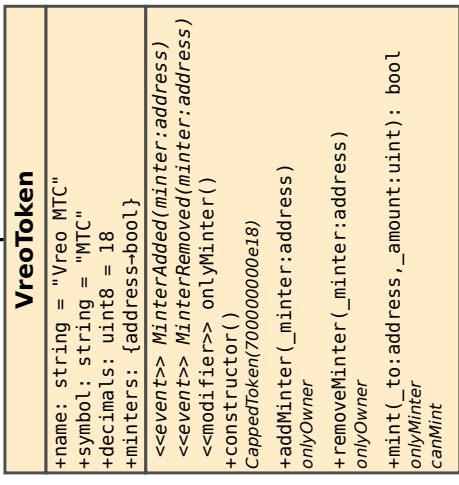 VreoToken
+name: string = "Vreo MTC"
+symbol: string = "MTC"
+decimals: uint8 = 18
+minters: {address→bool}
<<event>> MinterAdded(minter:address)
<<event>> MinterRemoved(minter:address)
<<modifier>> onlyMinter()
+constructor()
CappedToken(700000000e18)
+addMinter(_minter:address)
onlyOwner
+removeMinter(_minter:address)
onlyOwner
+mint(_to:address,_amount:uint): bool
onlyMinter
canMint